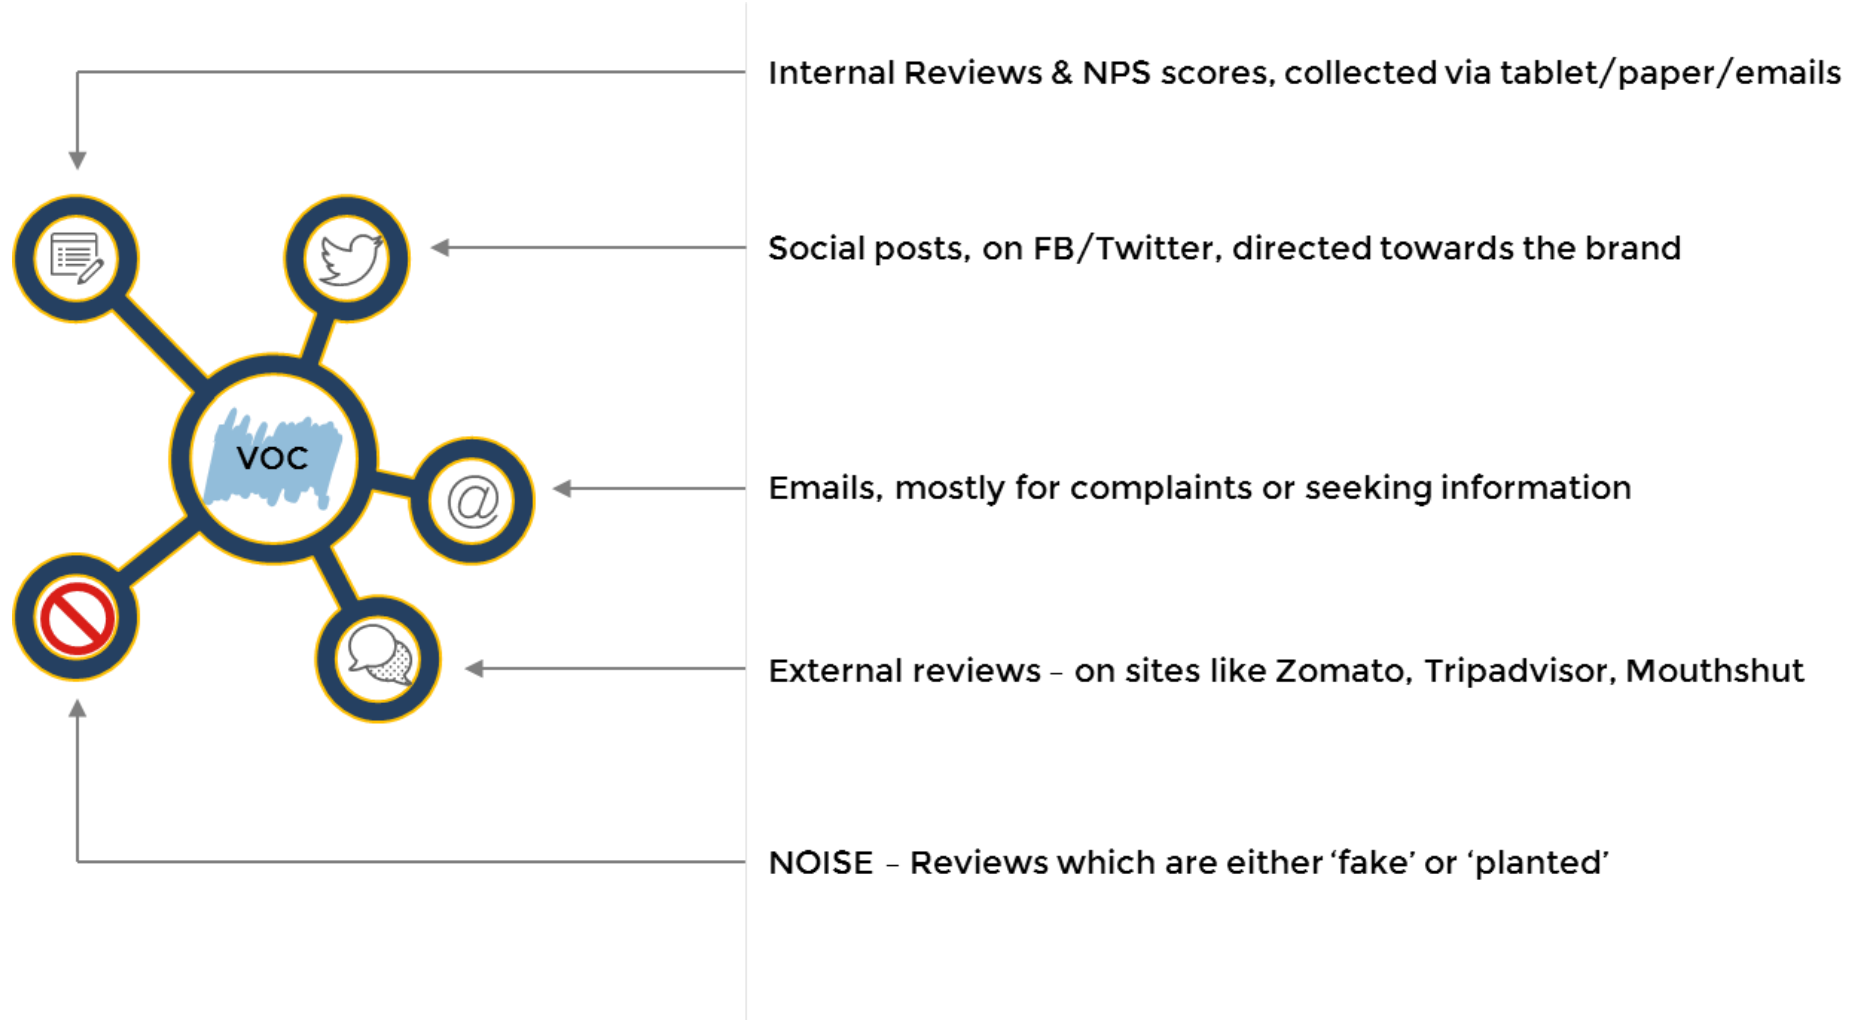 Internal Reviews & NPS scores, collected via tablet/paper/emails
Social posts, on FB/Twitter, directed towards the brand
VOC
@
Emails, mostly for complaints or seeking information
External reviews – on sites like Zomato, Tripadvisor, Mouthshut
NOISE – Reviews which are either ‘fake’ or ‘planted’